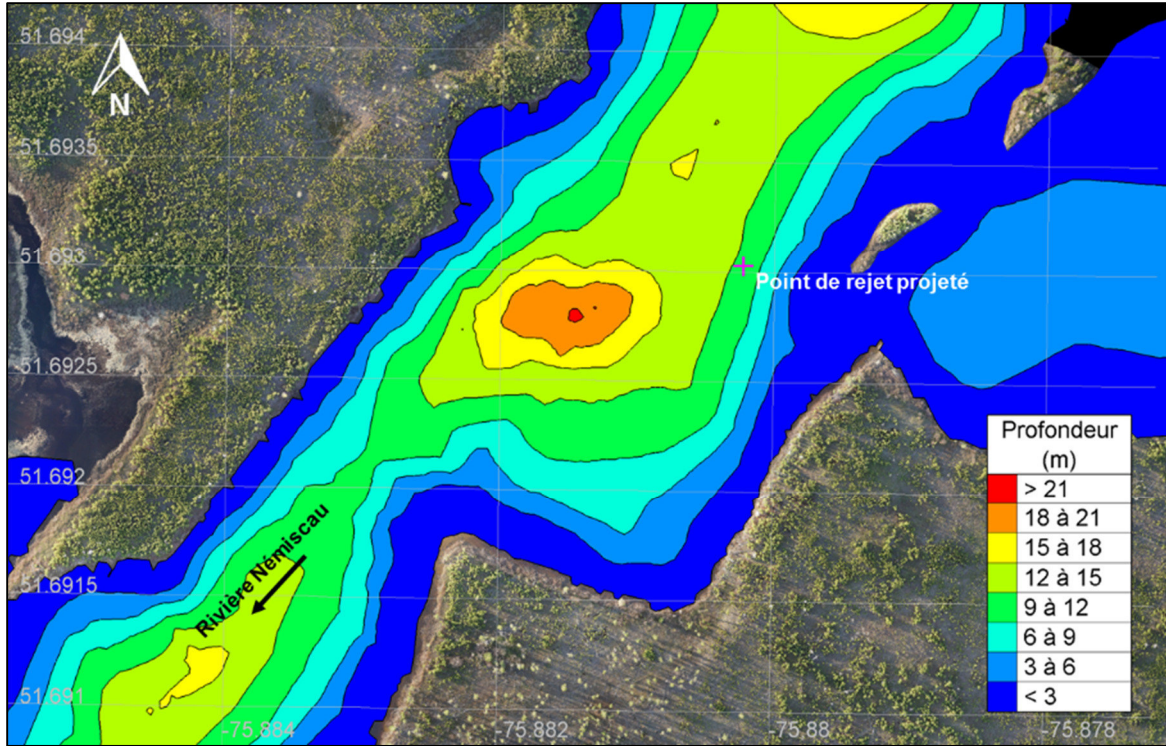 51.694
N
51.6935
51.693
Point de rejet projeté
51.6925
51.692
Rivière Némiscau
51.6915
51.691
-75.884
-75.882
-75.88
-75.878
Profondeur
(m)
> 21
18 à 21
15 à 18
12 à 15
9 à 12
6 à 9
3 à 6
< 3